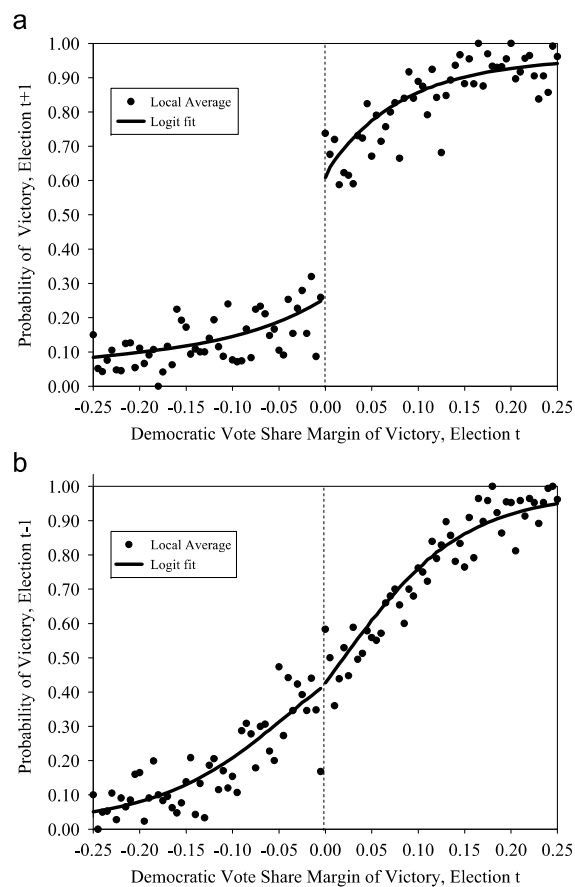 a
1.00
0.90
0.80
0.70
0.60
0.50
0.40
0.30
0.20
0.10
0.00
Probability of Victory, Election t+1
Local Average
Logit fit
-0.25 -0.20 -0.15 -0.10 -0.05 0.00 0.05 0.10 0.15 0.20 0.25
Democratic Vote Share Margin of Victory, Election t
b
1.00
0.90
0.80
0.70
0.60
0.50
0.40
0.30
0.20
0.10
0.00
Probability of Victory, Election t-1
Local Average
Logit fit
-0.25 -0.20 -0.15 -0.10 -0.05 0.00 0.05 0.10 0.15 0.20 0.25
Democratic Vote Share Margin of Victory, Election t